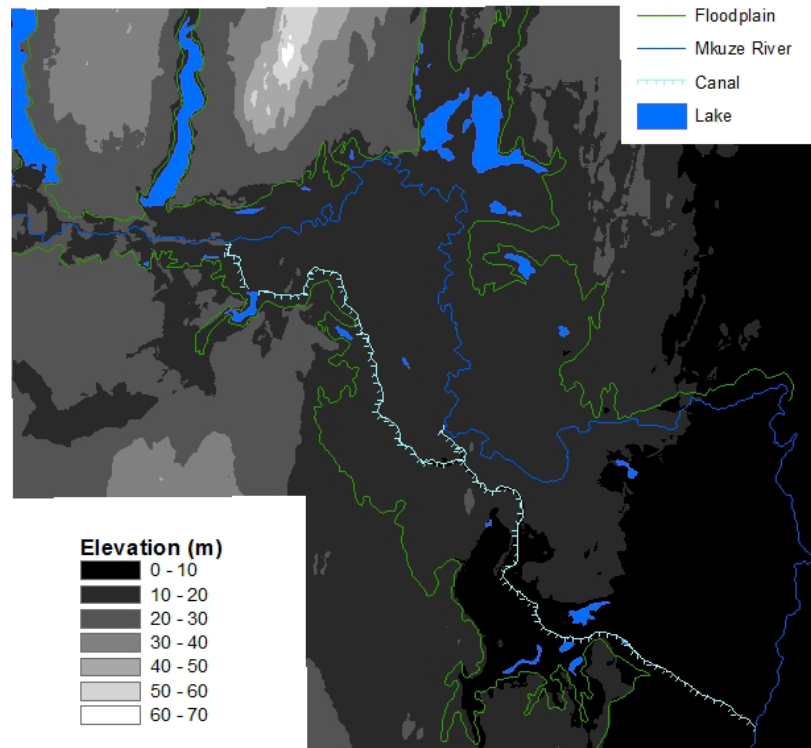 Floodplain
Mkuze River
Canal
Lake
Elevation (m)
0 - 10
10 - 20
20 - 30
30 - 40
40 - 50
50 - 60
60 - 70